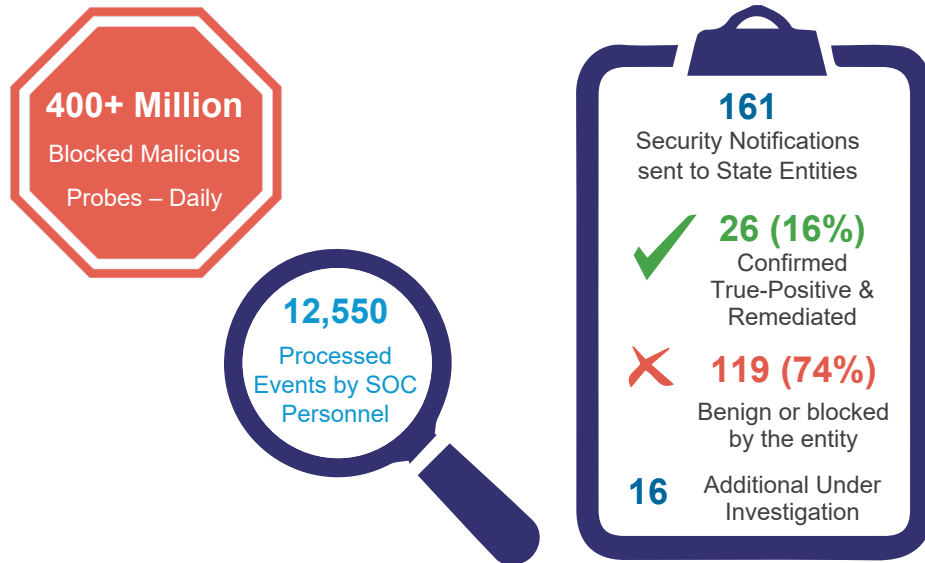 400+ Million
Blocked Malicious
Probes – Daily
12,550
Processed
Events by SOC
Personnel
161
Security Notifications
sent to State Entities
26 (16%)
Confirmed
True-Positive &
Remediated
119 (74%)
Benign or blocked
by the entity
16
Additional Under
Investigation